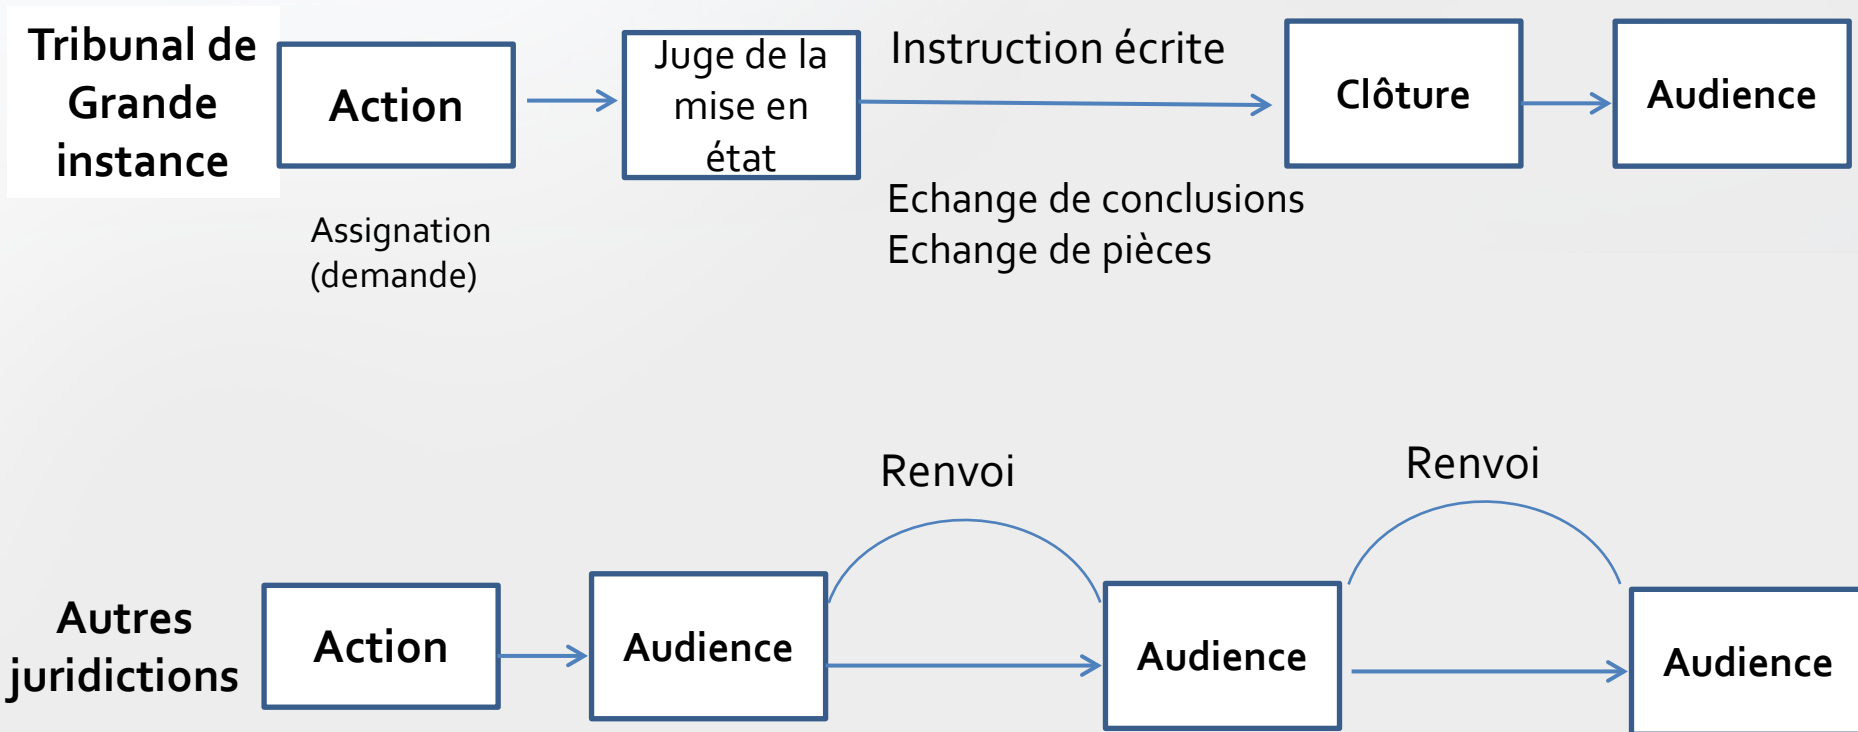 Tribunal de
Grande
instance
Action
Assignation
(demande)
Juge de la
mise en
état
Instruction écrite
Echange de conclusions
Echange de pièces
Clôture
Audience
Autres
juridictions
Action
Audience
Renvoi
Audience
Renvoi
Audience